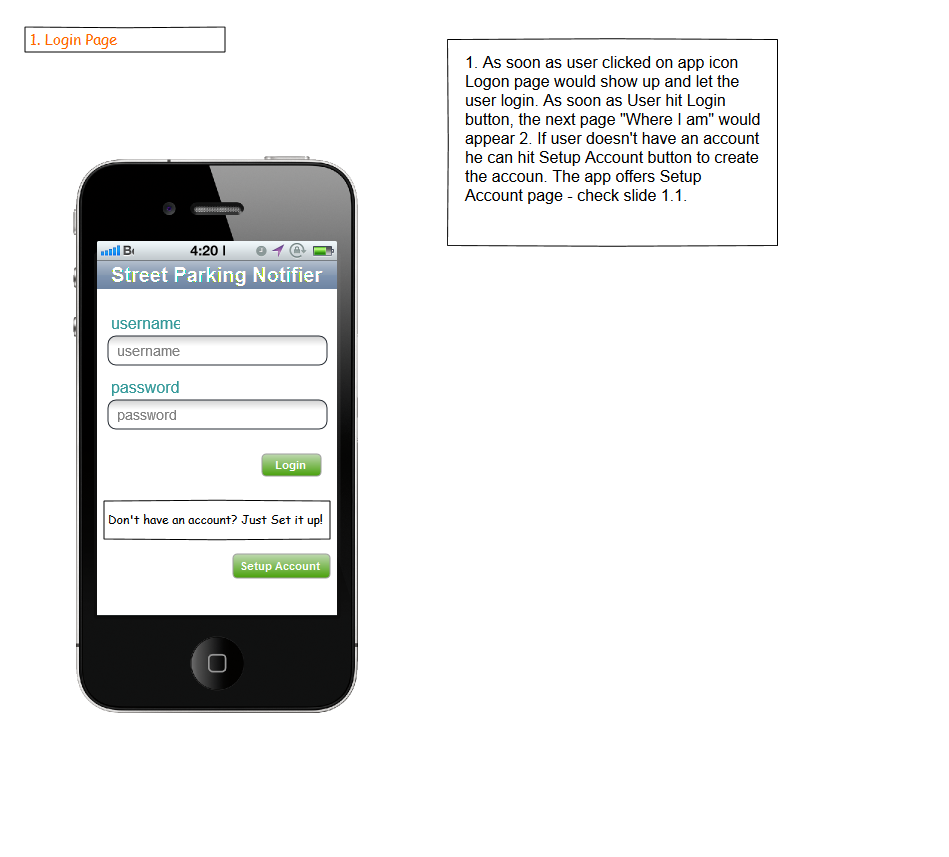 1. Login Page
1. As soon as user clicked on app icon
Logon page would show up and let the
user login. As soon as User hit Login
button, the next page "Where I am" would
appear 2. If user doesn't have an account
he can hit Setup Account button to create
the accoun. The app offers Setup
Account page - check slide 1.1.
4:20
Street Parking Notifier
username
username
password
password
Login
Don't have an account? Just Set it up!
Setup Account